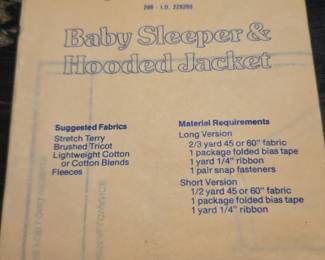 Baby Sleeper &
Hooded Jacket
Suggested Fabrics
Stretch Terry
Brushed Tricot
Lightweight Cotton
or Cotton Blends
Fleeces
Material Requirements
Long Version
2/3 yard 45 or 60" fabric
1 package folded bias tape
1 yard 1/4" ribbon
1 pair snap fasteners
Short Version
1/2 yard 45 or 60" fabric
1 package folded bias tape
1 yard 1/4" ribbon